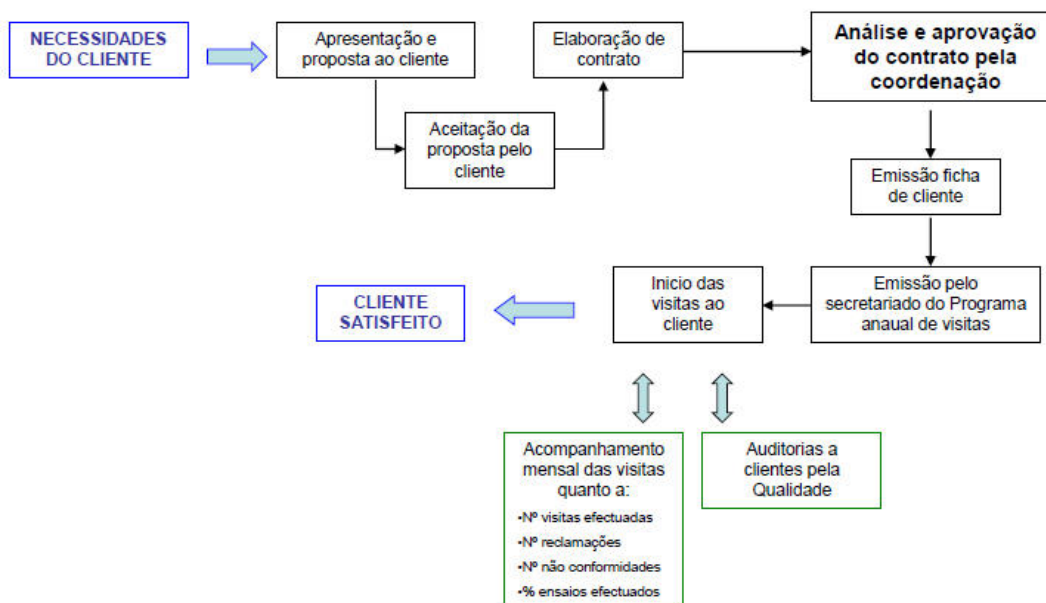 NECESSIDADES
DO CLIENTE
Apresentação e
proposta ao cliente
Aceitação da
proposta pelo
cliente
Elaboração de
contrato
Análise e aprovação
do contrato pela
coordenação
Emissão ficha
de cliente
Emissão pelo
secretariado do Programa
anaual de visitas
Inicio das
visitas ao
cliente
CLIENTE
SATISFEITO
Acompanhamento
mensal das visitas
quanto a:
•Nº visitas efectuadas
•Nº reclamações
•Nº não conformidades
•% ensaios efectuados
Auditorias a
clientes pela
Qualidade